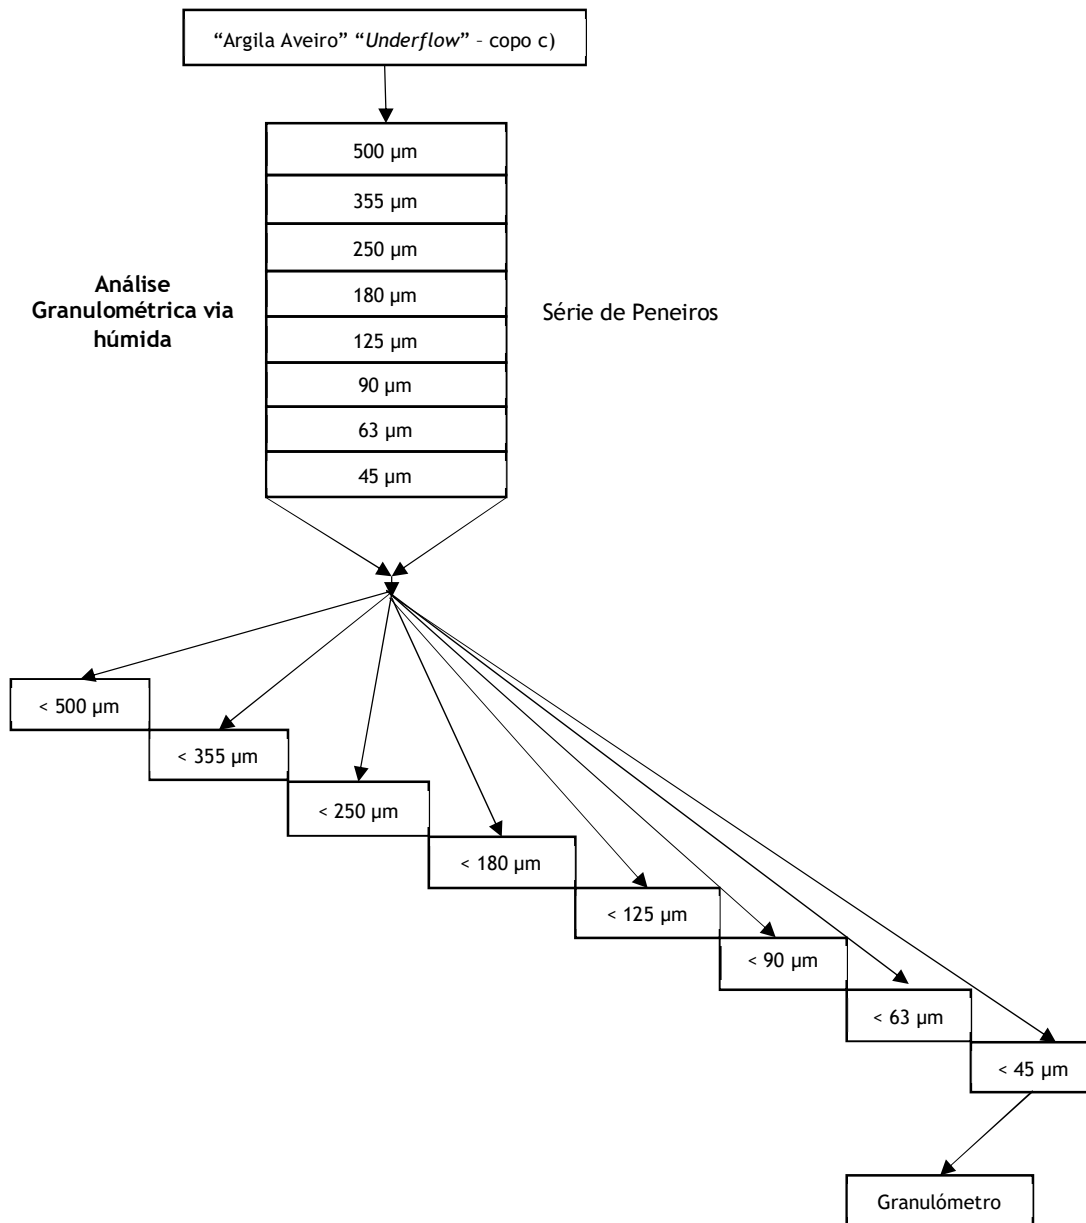 “Argila Aveiro” “Underflow” – copo c)
500 µm
355 µm
250 µm
180 µm
125 µm
90 µm
63 µm
45 µm
Análise
Granulométrica via
húmida
Série de Peneiros
< 500 µm
< 355 µm
< 250 µm
< 180 µm
< 125 µm
< 90 µm
< 63 µm
< 45 µm
Granulómetro